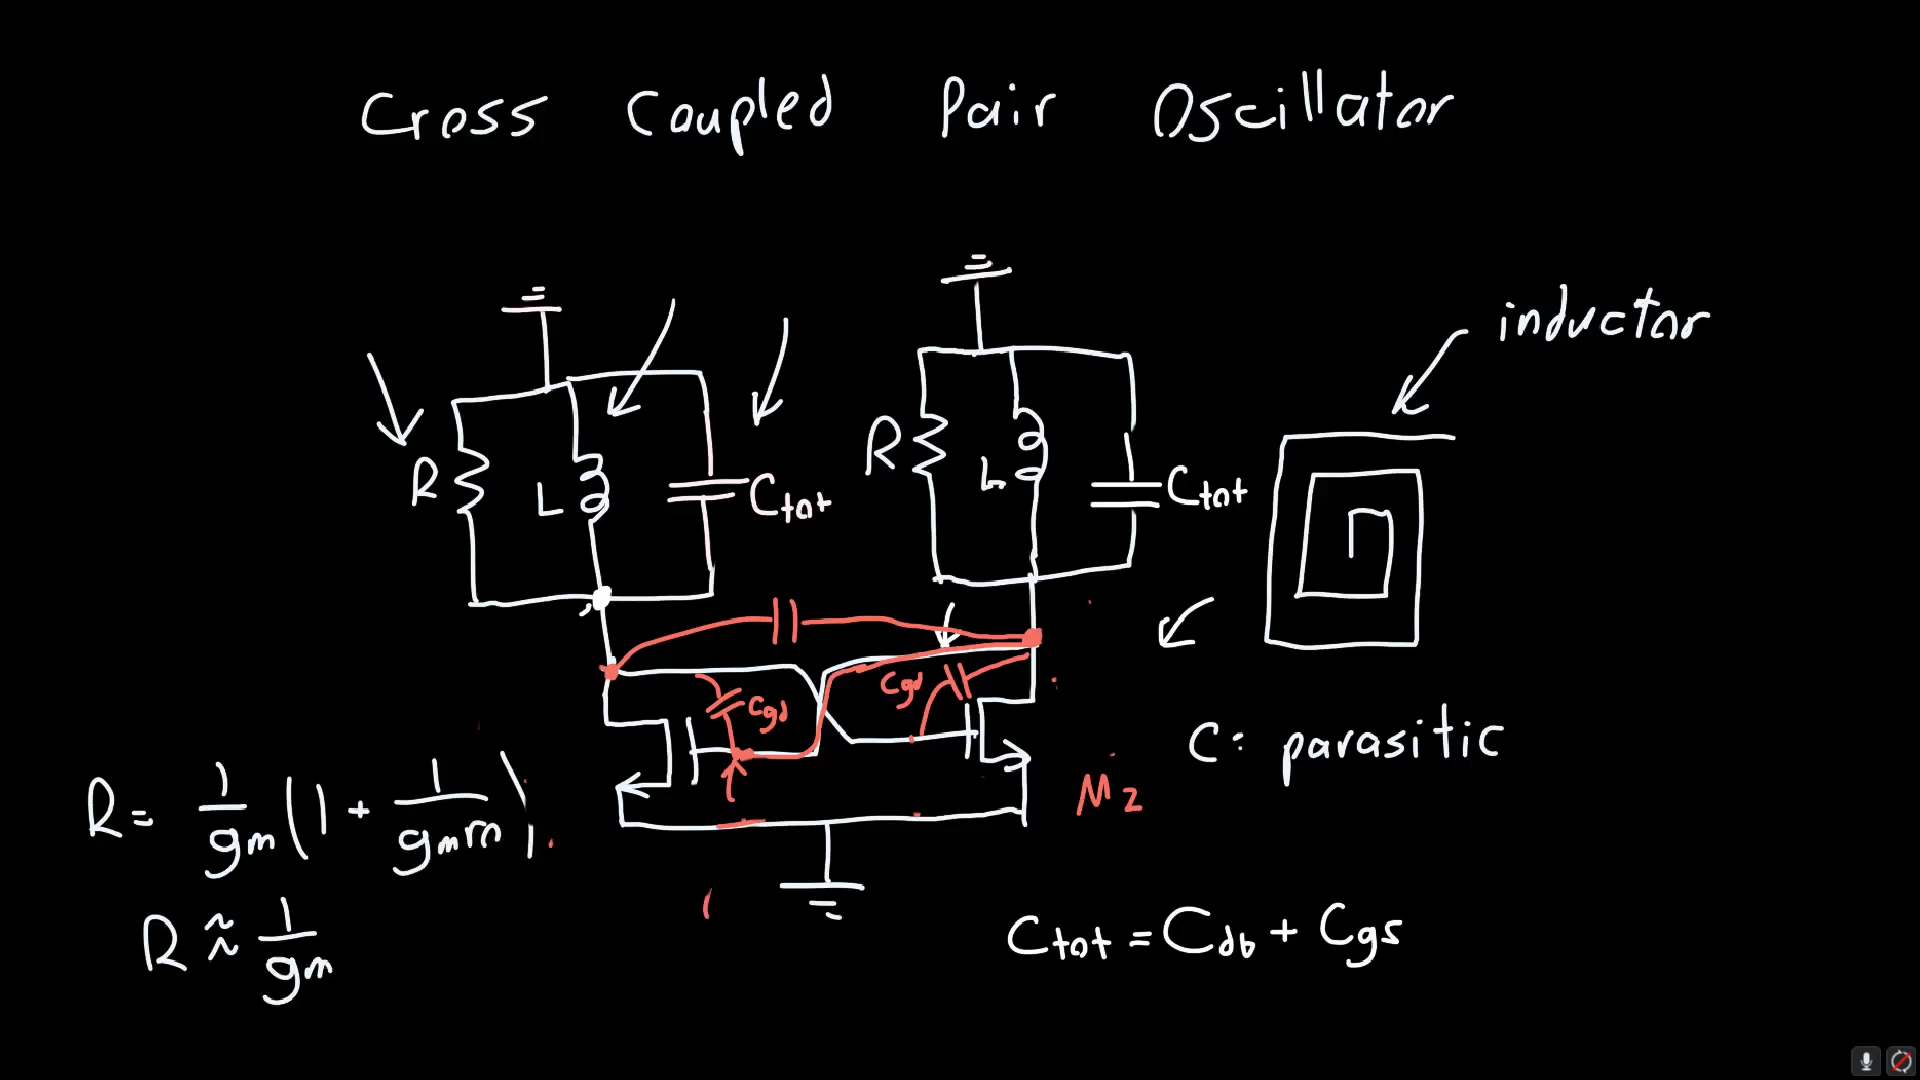 Cross Coupled Pair Oscillator
inductor
R
L
Ctot
R
L
Ctot
Cgd
Cgd
C: parasitic
M2
R = 1/gm (1 + 1/gmro)
R ≈ 1/gm
Ctot = Cdb + Cgs